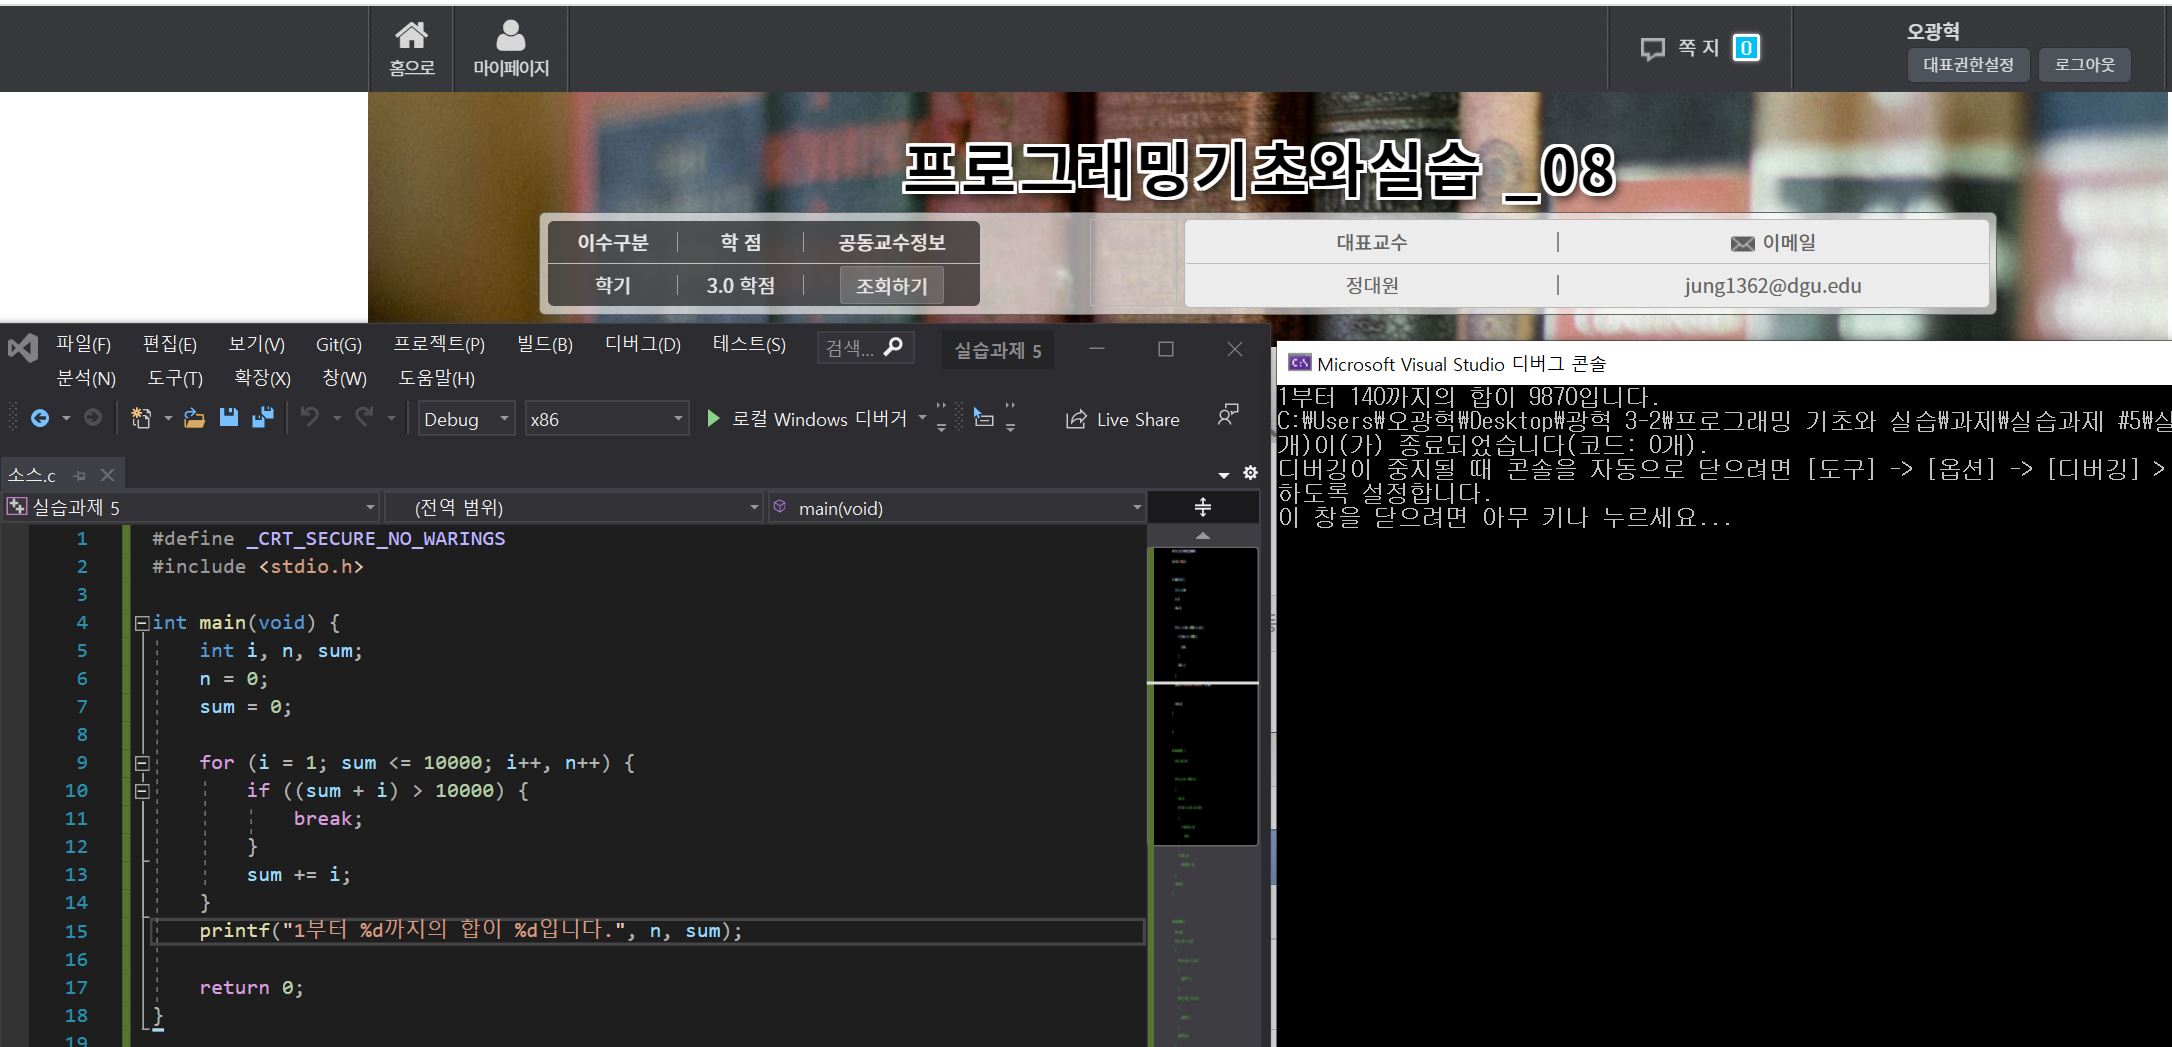 홈으로
마이페이지
쪽 지 0
오광혁
대표권한설정 로그아웃
프로그래밍기초와실습 _08
이수구분 학 점 공동교수정보
학기 3.0 학점 조회하기
대표교수 이메일
정대원 jung1362@dgu.edu
파일(F) 편집(E) 보기(V) Git(G) 프로젝트(P) 빌드(B) 디버그(D) 테스트(S) 검색... 실습과제 5
분석(N) 도구(T) 확장(X) 창(W) 도움말(H)
Debug x86 로컬 Windows 디버거 Live Share
소스.c
실습과제 5 (전역 범위) main(void)
1 #define _CRT_SECURE_NO_WARINGS
2 #include <stdio.h>
3
4 int main(void) {
5 int i, n, sum;
6 n = 0;
7 sum = 0;
8
9 for (i = 1; sum <= 10000; i++, n++) {
10 if ((sum + i) > 10000) {
11 break;
12 }
13 sum += i;
14 }
15 printf("1부터 %d까지의 합이 %d입니다.", n, sum);
16
17 return 0;
18 }
19
Microsoft Visual Studio 디버그 콘솔
1부터 140까지의 합이 9870입니다.
C:₩Users₩오광혁₩Desktop₩광혁 3-2₩프로그래밍 기초와 실습₩과제₩실습과제 #5₩실
개)이(가) 종료되었습니다(코드: 0개).
디버깅이 중지될 때 콘솔을 자동으로 닫으려면 [도구] -> [옵션] -> [디버깅] >
하도록 설정합니다.
이 창을 닫으려면 아무 키나 누르세요...